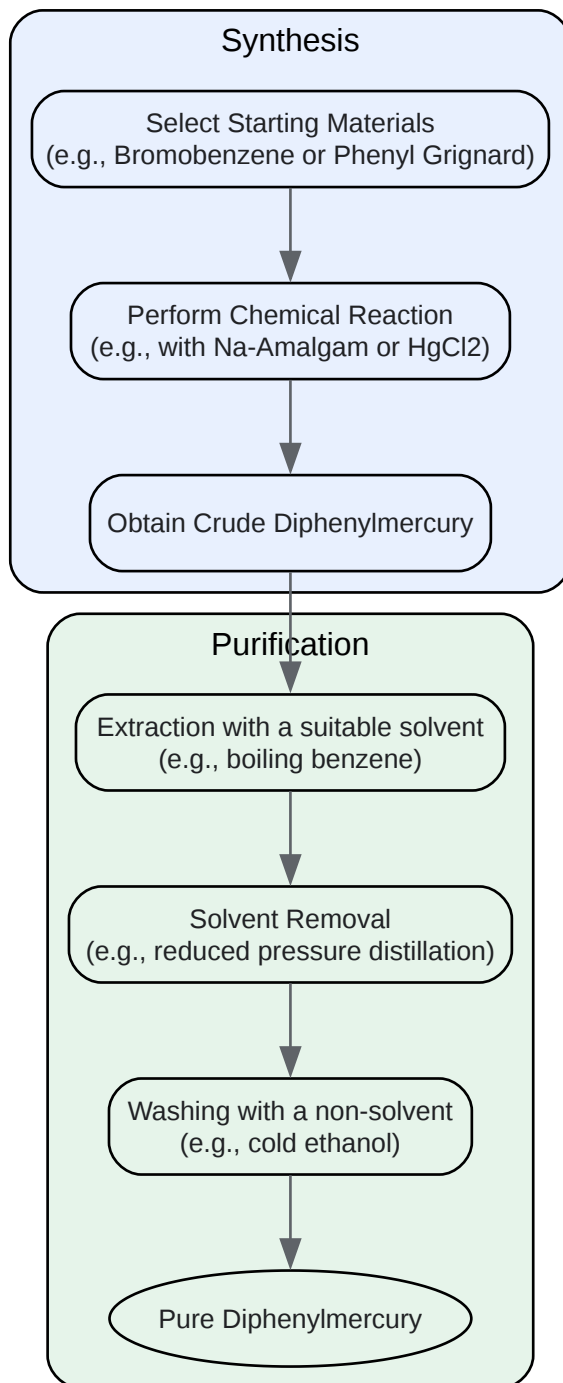 Synthesis
Select Starting Materials
(e.g., Bromobenzene or Phenyl Grignard)
Perform Chemical Reaction
(e.g., with Na-Amalgam or HgCl2)
Obtain Crude Diphenylmercury
Purification
Extraction with a suitable solvent
(e.g., boiling benzene)
Solvent Removal
(e.g., reduced pressure distillation)
Washing with a non-solvent
(e.g., cold ethanol)
Pure Diphenylmercury